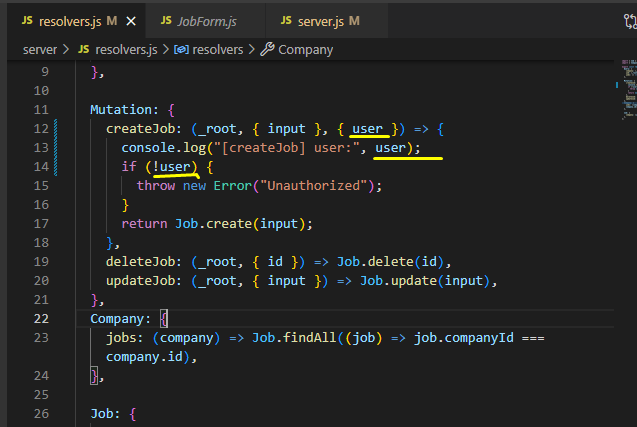 JS resolvers.js M ✕ JS JobForm.js JS server.js M
server > JS resolvers.js > resolvers > Company
9 },
10
11 Mutation: {
12 createJob: (_root, { input }, { user }) => {
13 console.log("[createJob] user:", user);
14 if (!user) {
15 throw new Error("Unauthorized");
16 }
17 return Job.create(input);
18 },
19 deleteJob: (_root, { id }) => Job.delete(id),
20 updateJob: (_root, { input }) => Job.update(input),
21 },
22 Company: {
23 jobs: (company) => Job.findAll((job) => job.companyId ===
company.id),
24 },
25
26 Job: {